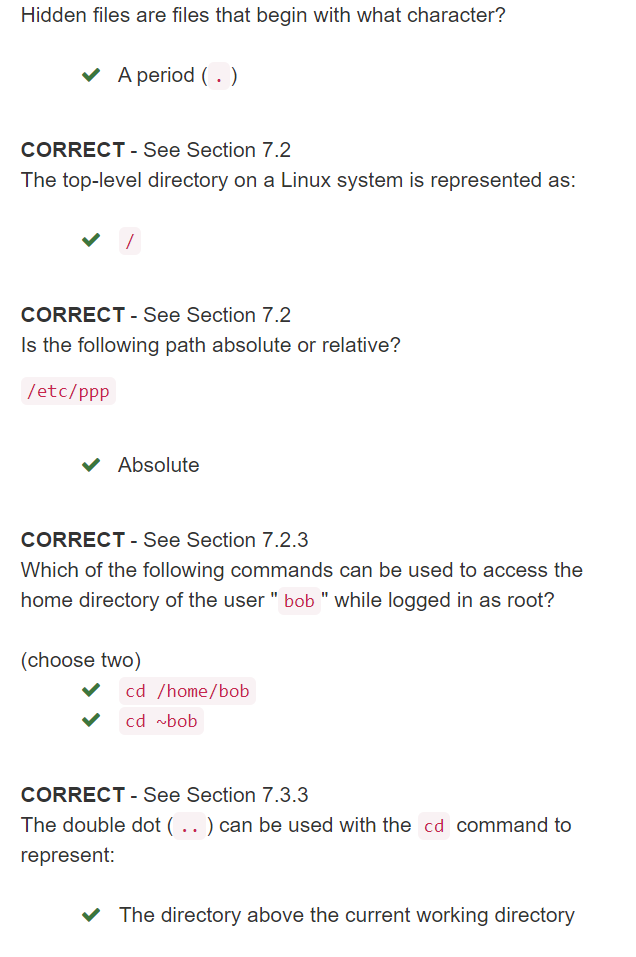 Hidden files are files that begin with what character?
A period (.)
CORRECT - See Section 7.2
The top-level directory on a Linux system is represented as:
/
CORRECT - See Section 7.2
Is the following path absolute or relative?
/etc/ppp
Absolute
CORRECT - See Section 7.2.3
Which of the following commands can be used to access the
home directory of the user "bob" while logged in as root?
(choose two)
cd /home/bob
cd ~bob
CORRECT - See Section 7.3.3
The double dot (..) can be used with the cd command to
represent:
The directory above the current working directory